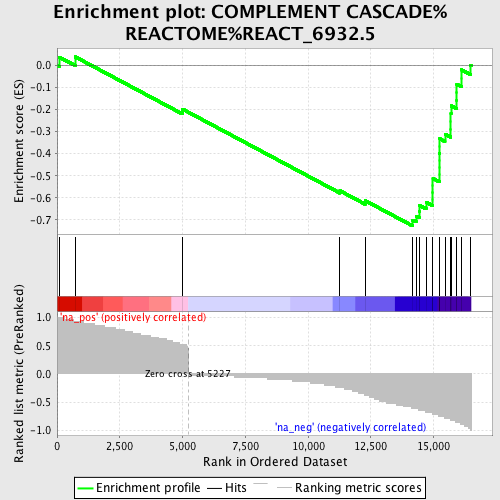 Enrichment plot: COMPLEMENT CASCADE%
REACTOME%REACT_6932.5
Enrichment score (ES)
0.0
-0.1
-0.2
-0.3
-0.4
-0.5
-0.6
-0.7
'na_pos' (positively correlated)
Ranked list metric (PreRanked)
1.0
0.5
0.0
-0.5
-1.0
Zero cross at 5227
'na_neg' (negatively correlated)
0
2,500
5,000
7,500
10,000
12,500
15,000
Rank in Ordered Dataset
Enrichment profile
Hits
Ranking metric scores